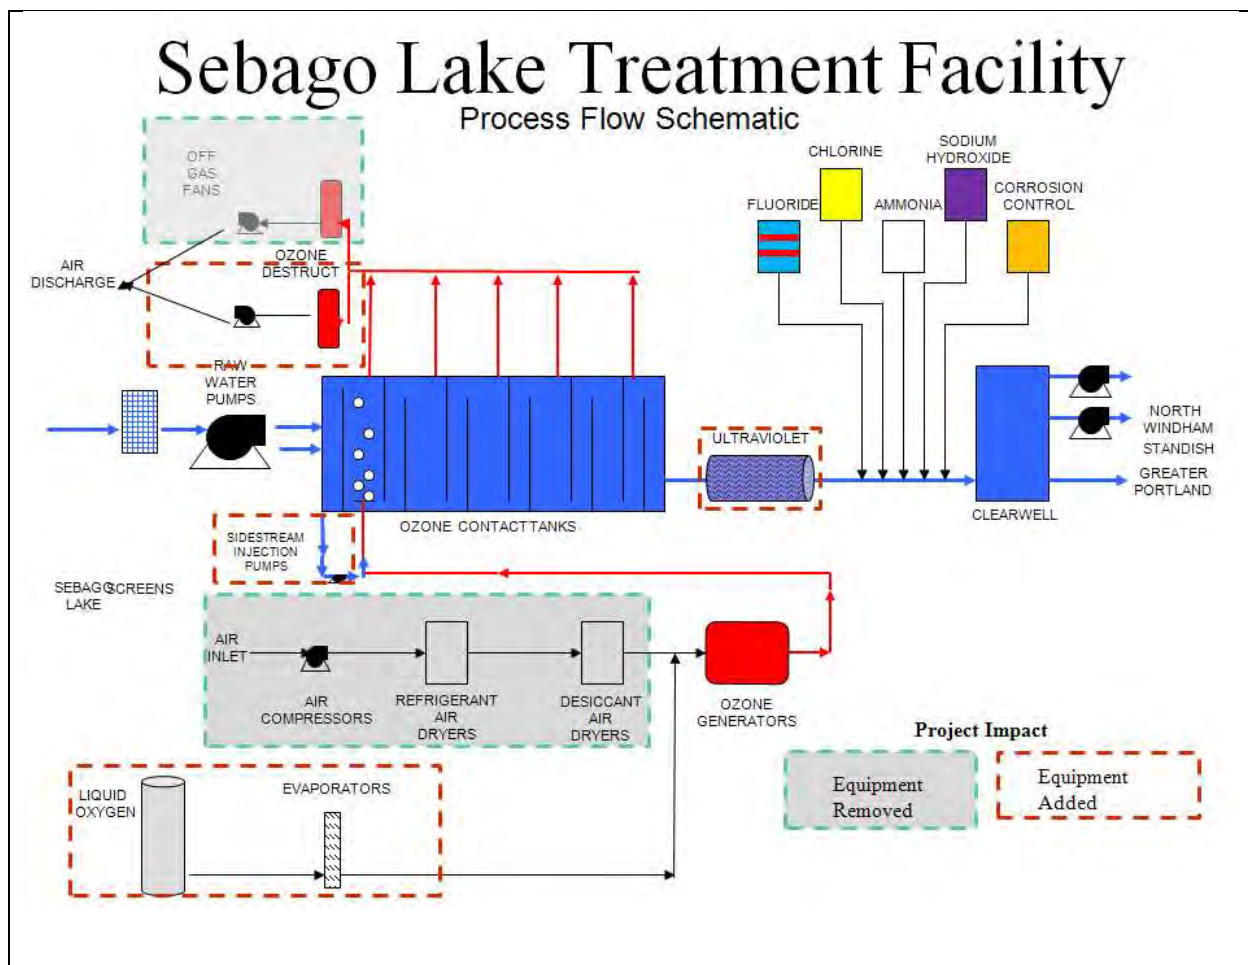 Sebago Lake Treatment Facility
Process Flow Schematic
OFF
GAS
FANS
OZONE
DESTRUCT
AIR
DISCHARGE
RAW
WATER
PUMPS
CHLORINE
SODIUM
HYDROXIDE
FLUORIDE
AMMONIA
CORROSION
CONTROL
ULTRAVIOLET
NORTH
WINDHAM
STANDISH
GREATER
PORTLAND
CLEARWELL
OZONE CONTACTTANKS
SIDESTREAM
INJECTION
PUMPS
SEBAGO
LAKE
SCREENS
AIR
INLET
AIR
COMPRESSORS
REFRIGERANT
AIR
DRYERS
DESICCANT
AIR
DRYERS
OZONE
GENERATORS
LIQUID
OXYGEN
EVAPORATORS
Project Impact
Equipment
Removed
Equipment
Added